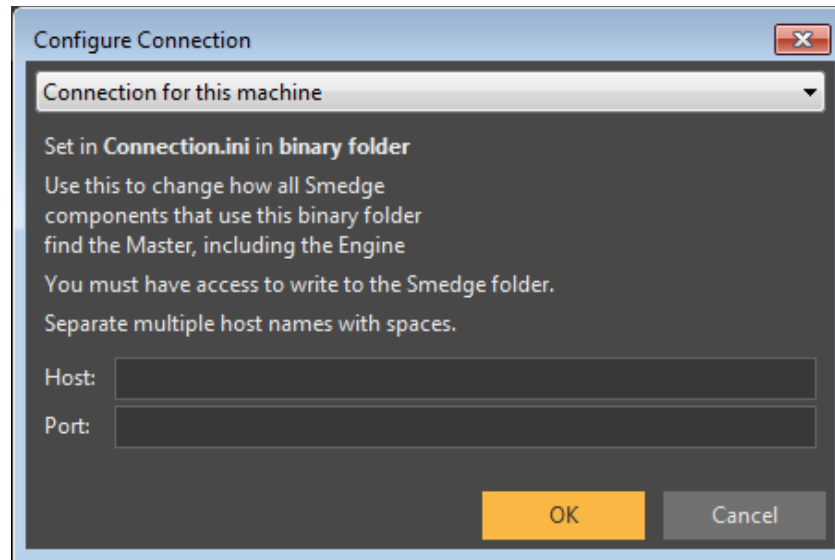 Configure Connection
Connection for this machine
Set in Connection.ini in binary folder
Use this to change how all Smedge
components that use this binary folder
find the Master, including the Engine
You must have access to write to the Smedge folder.
Separate multiple host names with spaces.
Host:
Port:
OK Cancel